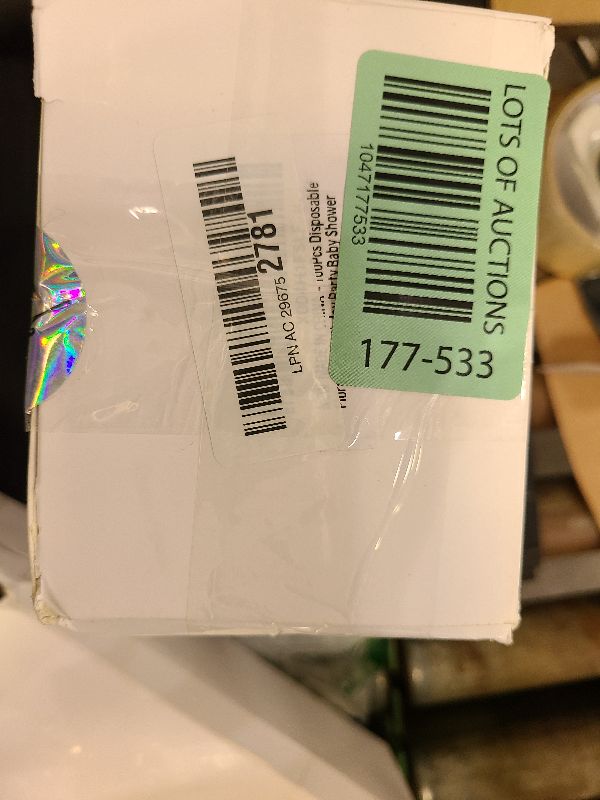 LOTS OF AUCTIONS
1047177533
177-533
LPN AC 29675 2781
100Pcs Disposable
Party Baby Shower